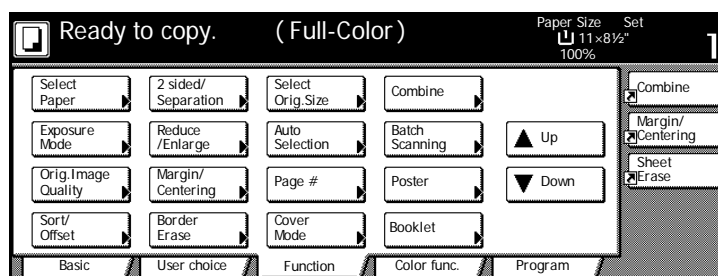 Ready to copy. (Full-Color)
Paper Size Set
11×8½"
100%
1
Select
Paper
2 sided/
Separation
Select
Orig.Size
Combine
Exposure
Mode
Reduce
/Enlarge
Auto
Selection
Batch
Scanning
Up
Orig.Image
Quality
Margin/
Centering
Page #
Poster
Down
Sort/
Offset
Border
Erase
Cover
Mode
Booklet
Combine
Margin/
Centering
Sheet
Erase
Basic User choice Function Color func. Program